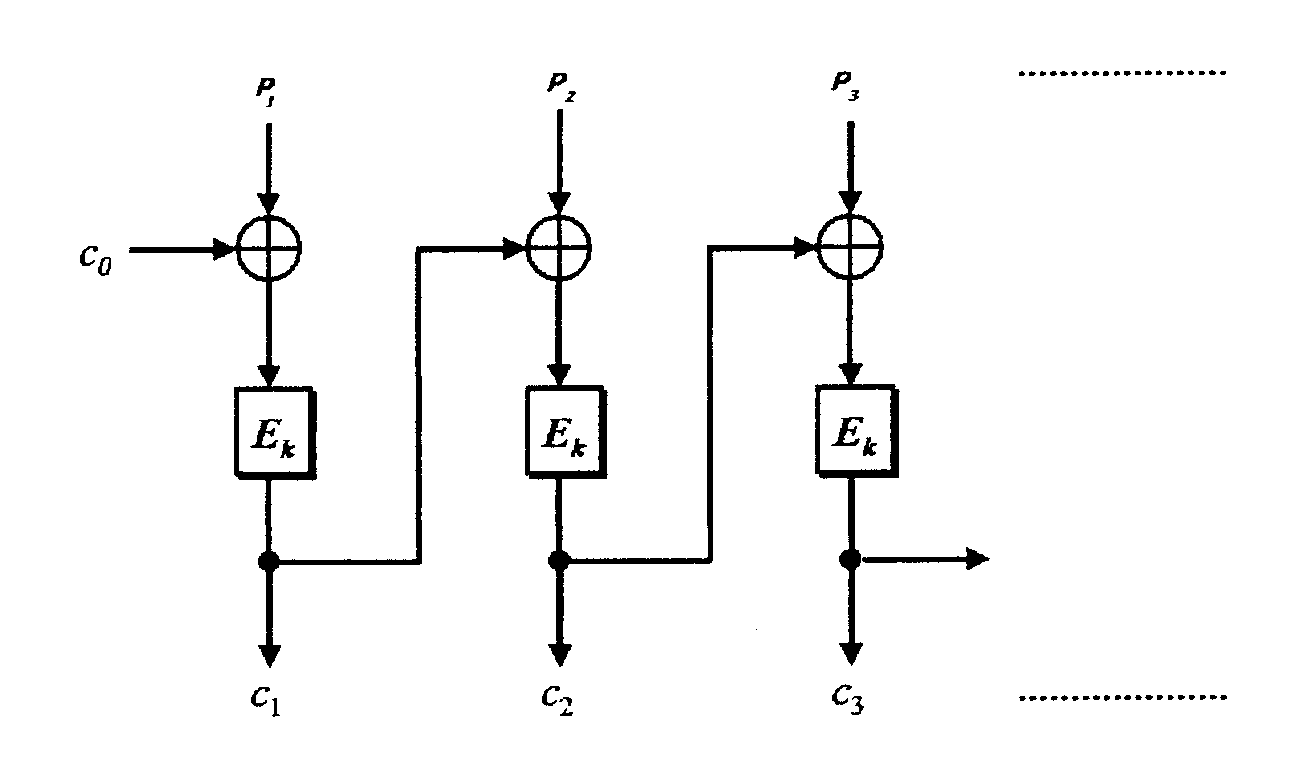 P₁ P₂ P₃
c₀
Eₖ Eₖ Eₖ
c₁ c₂ c₃